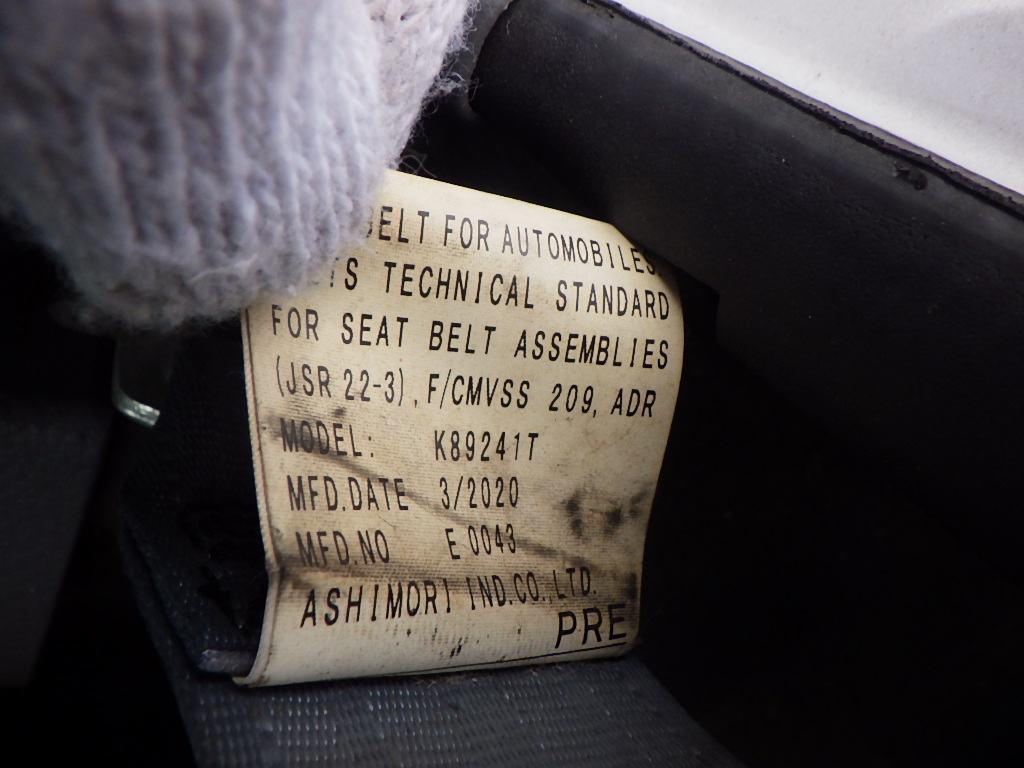 BELT FOR AUTOMOBILES.
TS TECHNICAL STANDARD
FOR SEAT BELT ASSEMBLIES
(JSR 22-3), F/CMVSS 209, ADR
MODEL: K89241T
MFD.DATE 3/2020
MFD.NO E 0043
ASHIMORI IND.CO.,LTD.
PRE